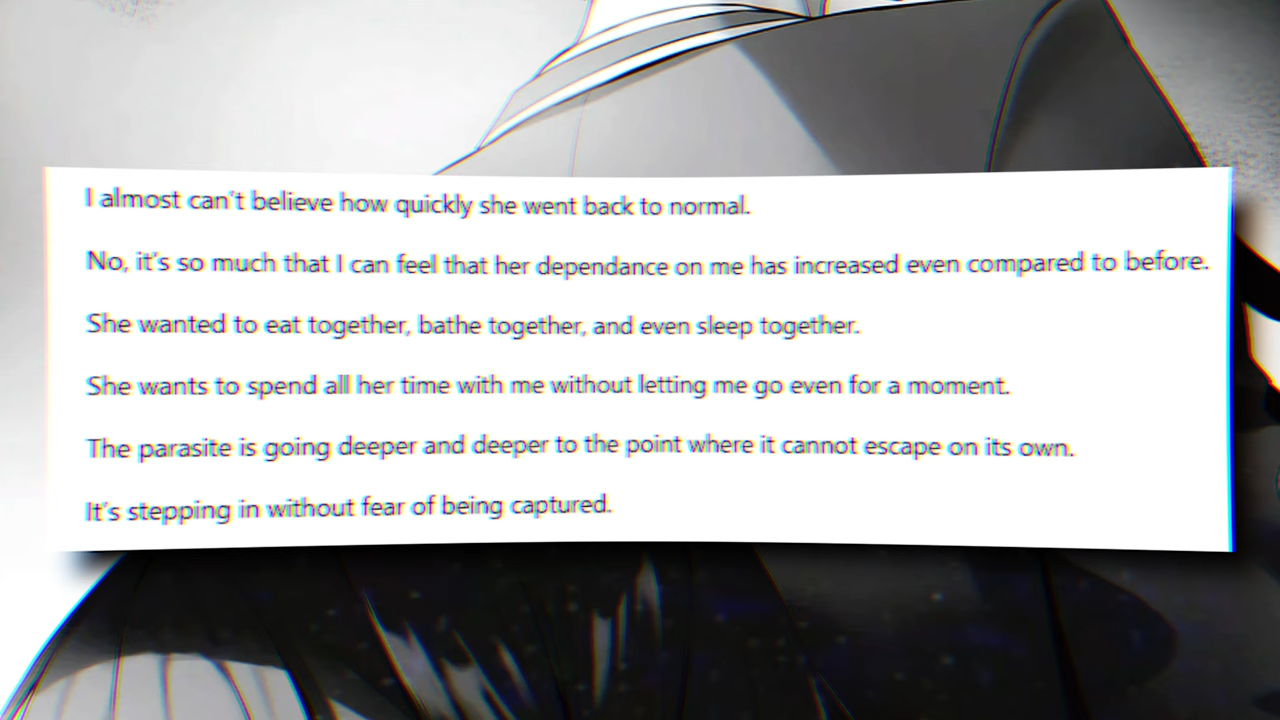 I almost can't believe how quickly she went back to normal.
No, it's so much that I can feel that her dependance on me has increased even compared to before.
She wanted to eat together, bathe together, and even sleep together.
She wants to spend all her time with me without letting me go even for a moment.
The parasite is going deeper and deeper to the point where it cannot escape on its own.
It's stepping in without fear of being captured.